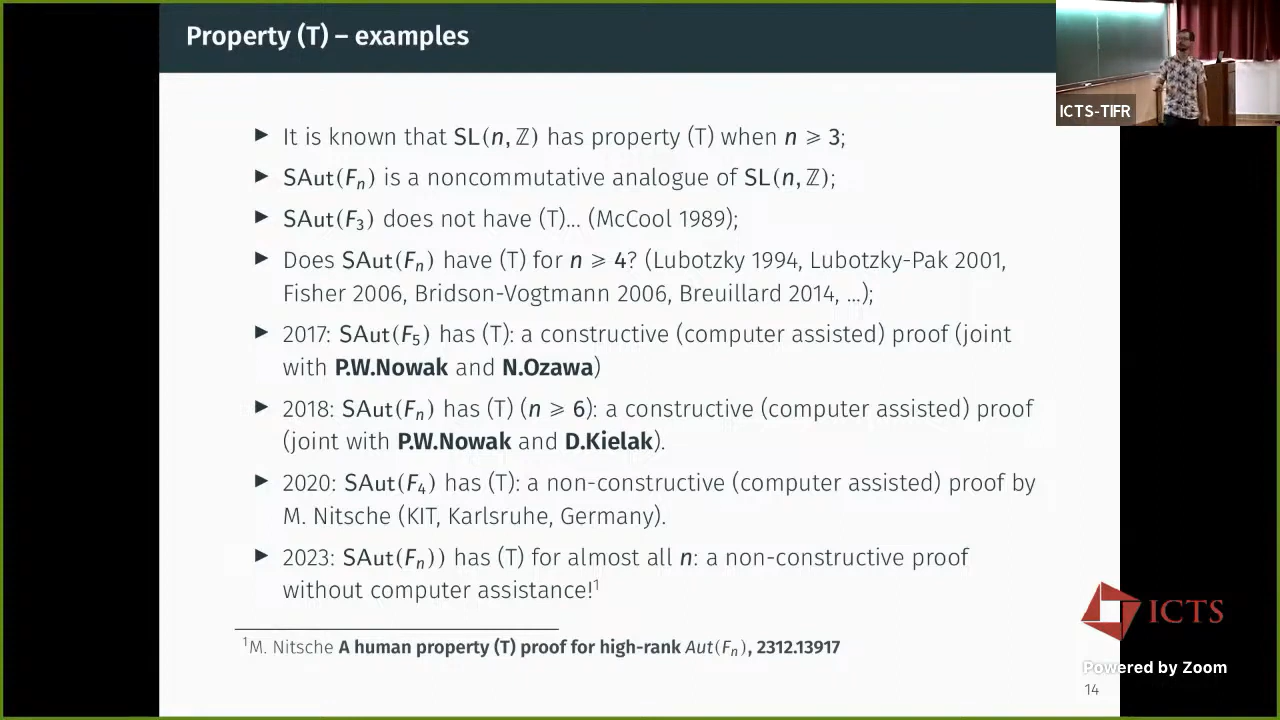 Property (T) – examples
ICTS-TIFR
► It is known that SL(n, ℤ) has property (T) when n ⩾ 3;
► SAut(Fₙ) is a noncommutative analogue of SL(n, ℤ);
► SAut(F₃) does not have (T)... (McCool 1989);
► Does SAut(Fₙ) have (T) for n ⩾ 4? (Lubotzky 1994, Lubotzky-Pak 2001,
Fisher 2006, Bridson-Vogtmann 2006, Breuillard 2014, ...);
► 2017: SAut(F₅) has (T): a constructive (computer assisted) proof (joint
with P.W.Nowak and N.Ozawa)
► 2018: SAut(Fₙ) has (T) (n ⩾ 6): a constructive (computer assisted) proof
(joint with P.W.Nowak and D.Kielak).
► 2020: SAut(F₄) has (T): a non-constructive (computer assisted) proof by
M. Nitsche (KIT, Karlsruhe, Germany).
► 2023: SAut(Fₙ)) has (T) for almost all n: a non-constructive proof
without computer assistance!¹
¹M. Nitsche A human property (T) proof for high-rank Aut(Fₙ), 2312.13917
ICTS
Powered by Zoom
14